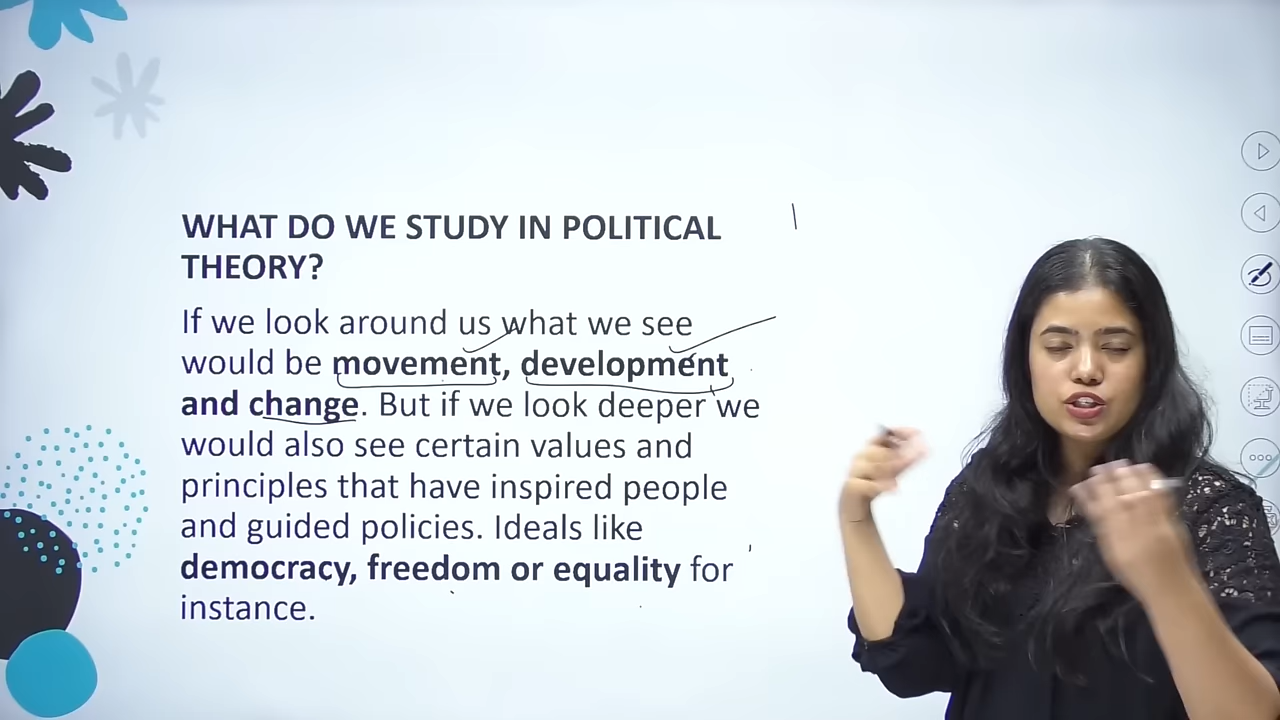 WHAT DO WE STUDY IN POLITICAL
THEORY?
If we look around us what we see
would be movement, development
and change. But if we look deeper we
would also see certain values and
principles that have inspired people
and guided policies. Ideals like
democracy, freedom or equality for
instance.